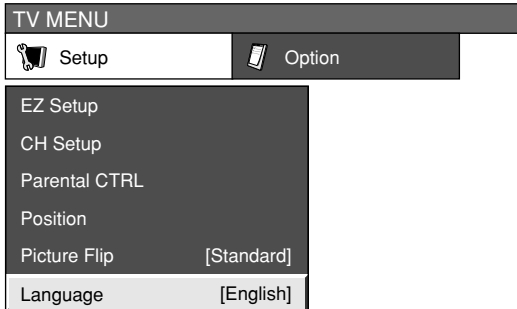 TV MENU
Setup Option
EZ Setup
CH Setup
Parental CTRL
Position
Picture Flip [Standard]
Language [English]